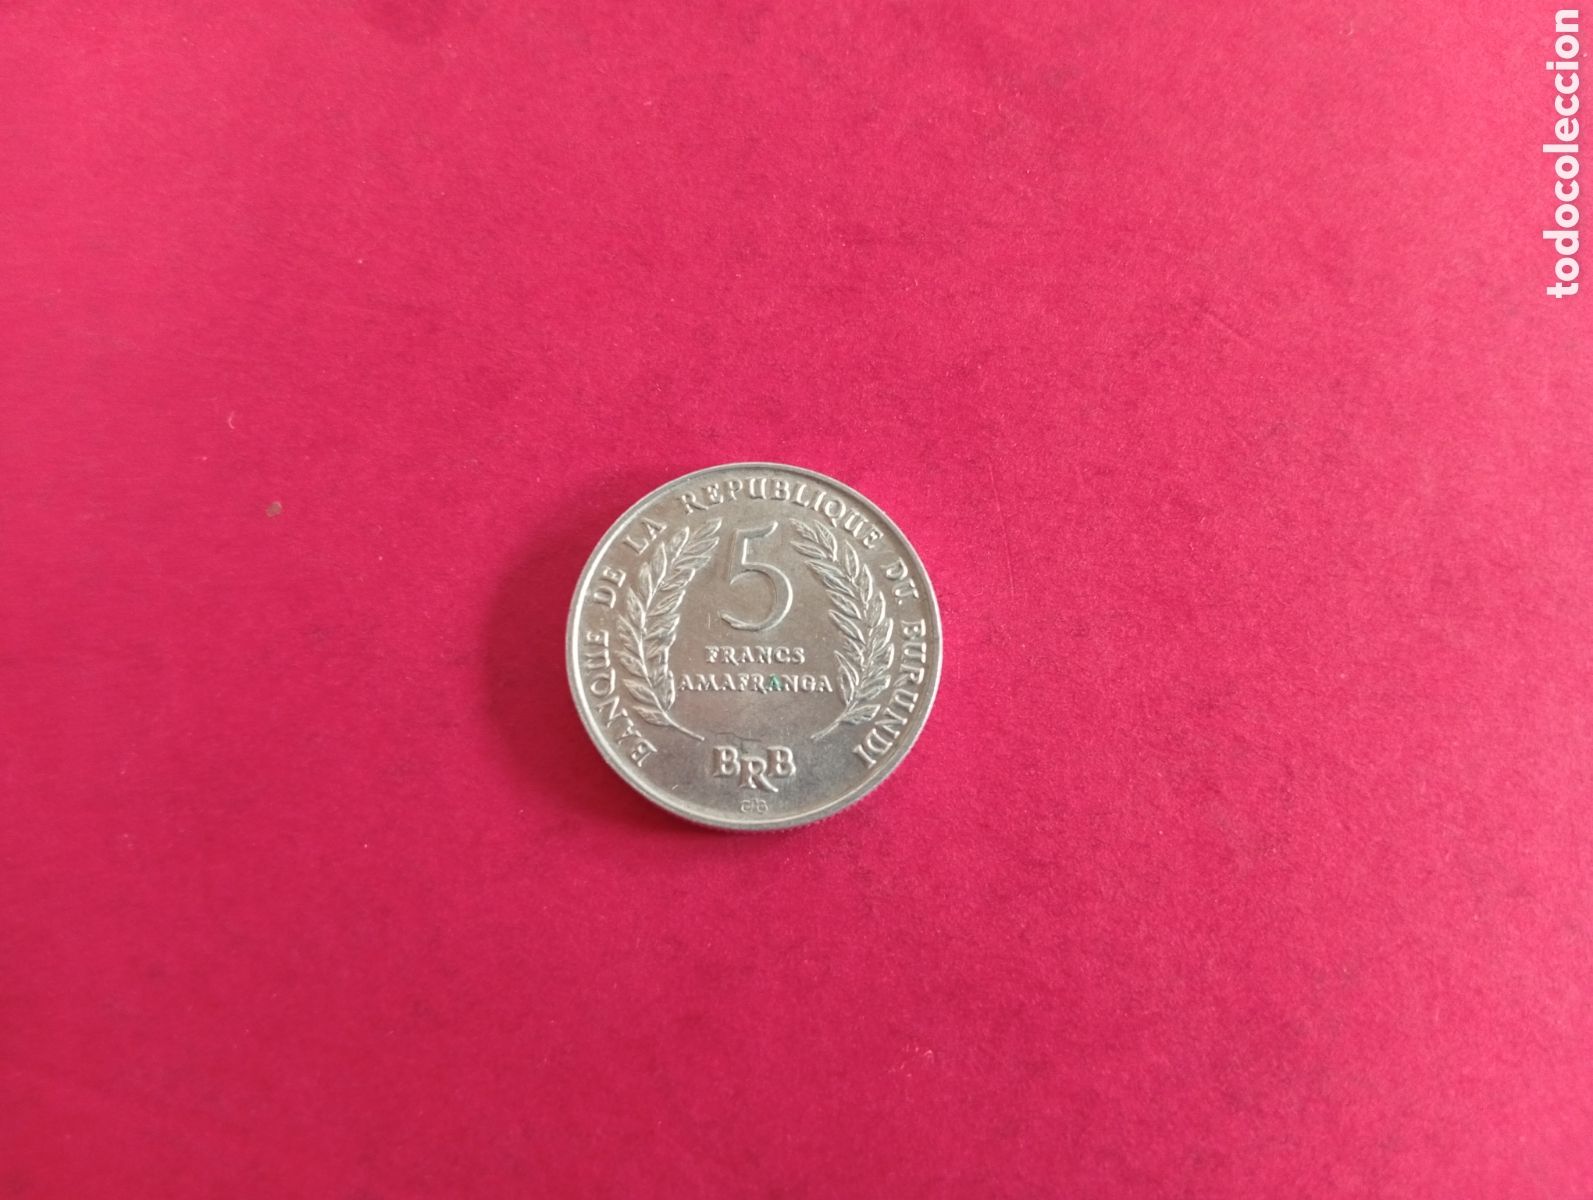 BANQUE DE LA REPUBLIQUE DU BURUNDI
5
FRANCS
AMAFRANGA
BRB
todocoleccion